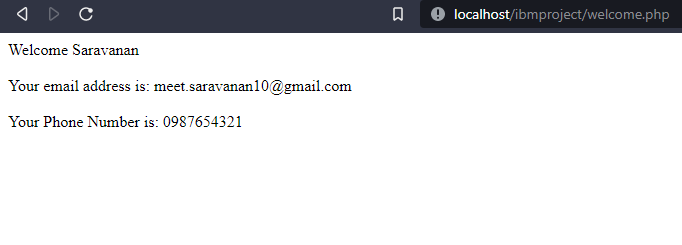 localhost/ibmproject/welcome.php
Welcome Saravanan
Your email address is: meet.saravanan10@gmail.com
Your Phone Number is: 0987654321